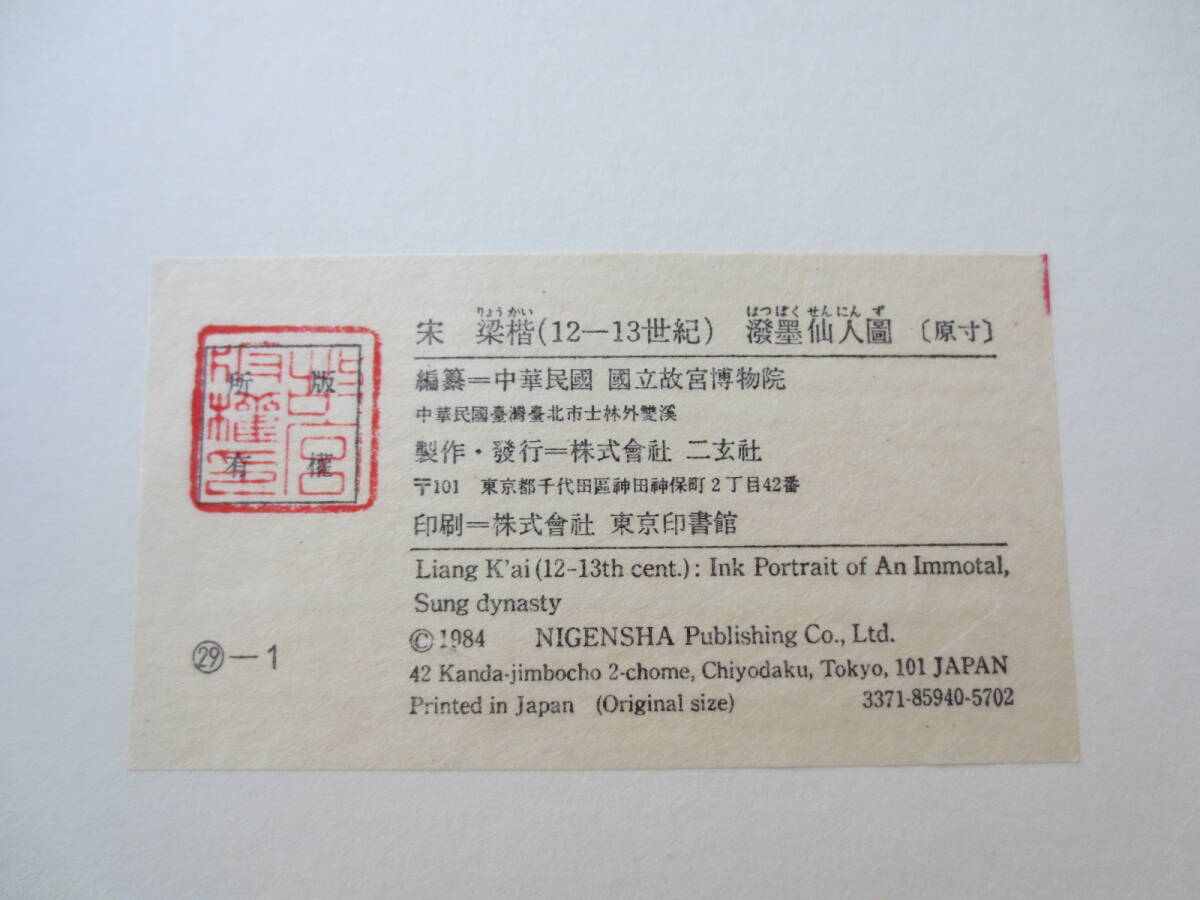 りょうかい はつぼくせんにん ず
宋 梁楷(12—13世紀) 潑墨仙人圖 〔原寸〕
編纂=中華民國 國立故宮博物院
中華民國臺灣臺北市士林外雙溪
製作・發行=株式會社 二玄社
〒101 東京都千代田區神田神保町2丁目42番
印刷=株式會社 東京印書館
Liang K'ai (12-13th cent.): Ink Portrait of An Immotal,
Sung dynasty
©1984 NIGENSHA Publishing Co., Ltd.
42 Kanda-jimbocho 2-chome, Chiyodaku, Tokyo, 101 JAPAN
Printed in Japan (Original size) 3371-85940-5702
版權
所有
㉙—1